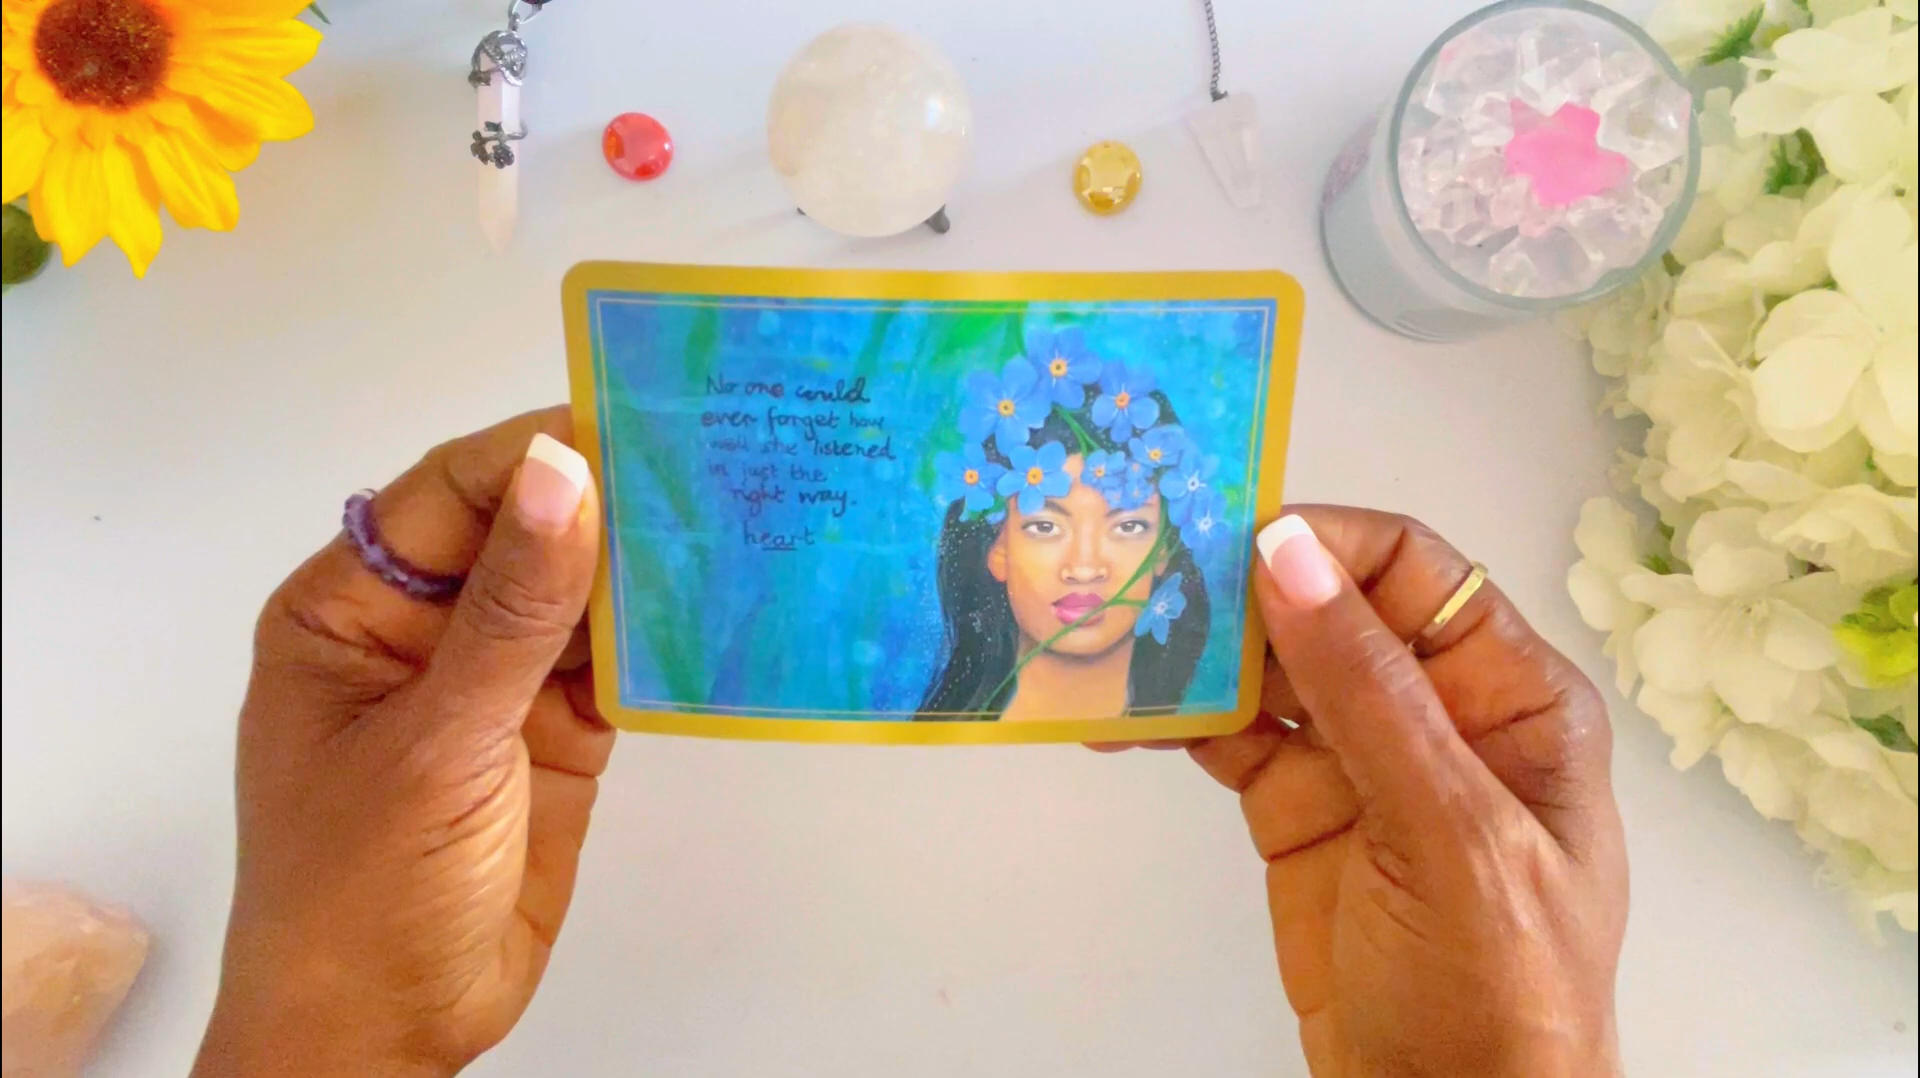 No one could
ever forget how
well she listened
in just the
right way.
heart